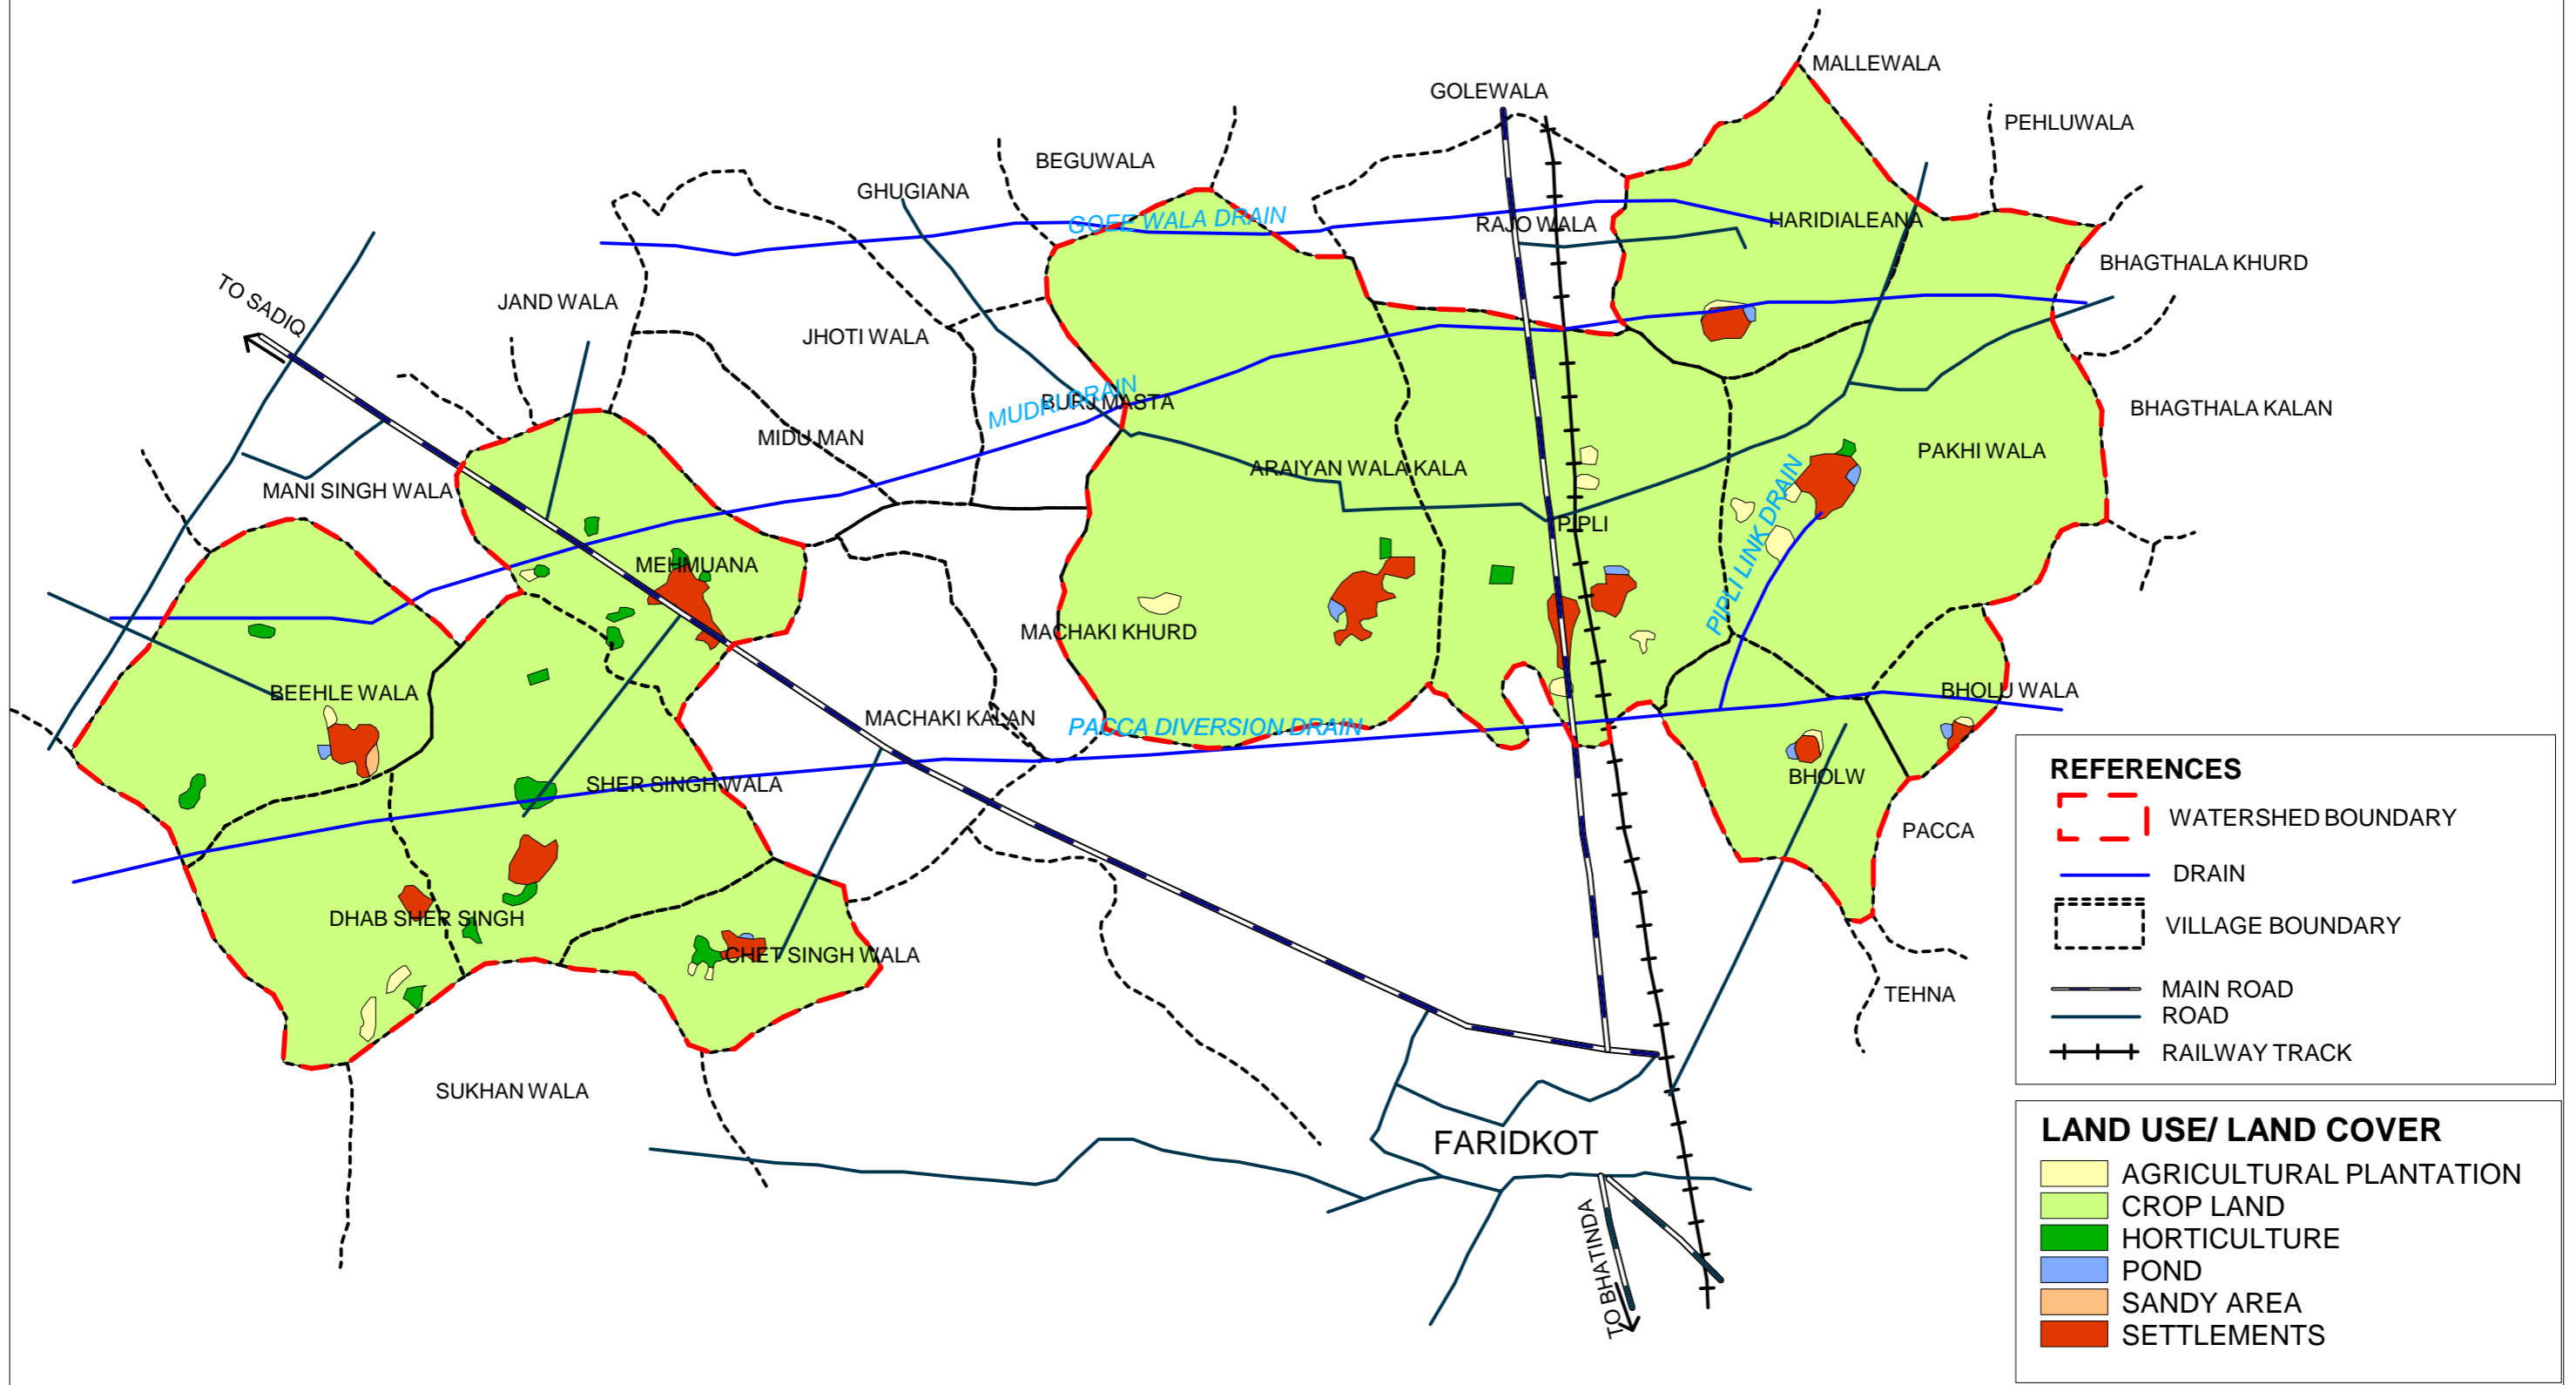 MALLEWALA
GOLEWALA
PEHLUWALA
BEGUWALA
GHUGIANA
GOEE WALA DRAIN
RAJO WALA
HARIDIALEANA
BHAGTHALA KHURD
TO SADIQ
JAND WALA
JHOTI WALA
MUDKI DRAIN
BURJ MASTA
BHAGTHALA KALAN
MIDU MAN
PAKHI WALA
ARAIYAN WALA KALA
MANI SINGH WALA
PIPLI
PIPLI LINK DRAIN
MEHMUANA
MACHAKI KHURD
BEEHLE WALA
BHOLU WALA
MACHAKI KALAN
PACCA DIVERSION DRAIN
SHER SINGH WALA
BHOLW
PACCA
DHAB SHER SINGH
CHET SINGH WALA
TEHNA
SUKHAN WALA
FARIDKOT
TO BHATINDA
REFERENCES
WATERSHED BOUNDARY
DRAIN
VILLAGE BOUNDARY
MAIN ROAD
ROAD
RAILWAY TRACK
LAND USE/ LAND COVER
AGRICULTURAL PLANTATION
CROP LAND
HORTICULTURE
POND
SANDY AREA
SETTLEMENTS